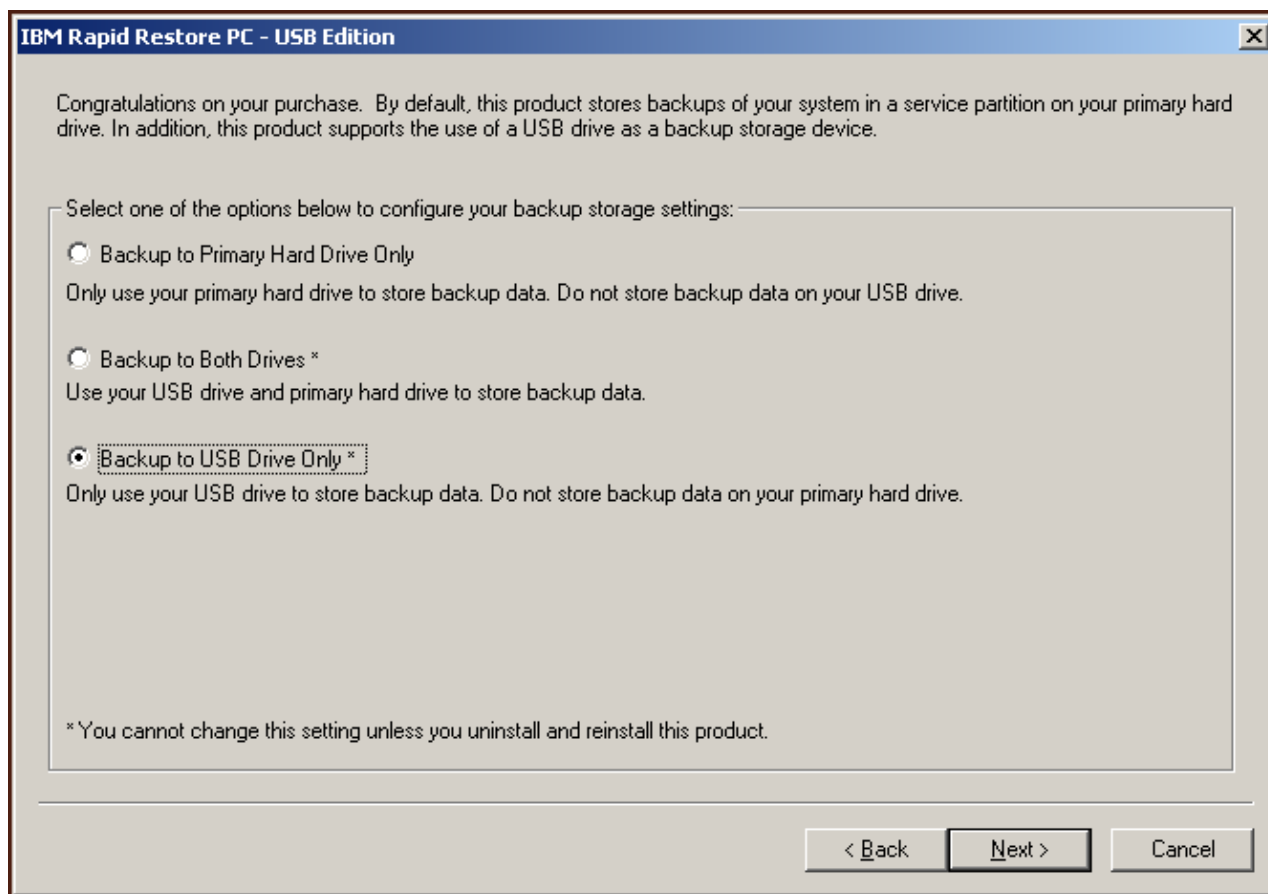 IBM Rapid Restore PC - USB Edition
Congratulations on your purchase.  By default, this product stores backups of your system in a service partition on your primary hard
drive. In addition, this product supports the use of a USB drive as a backup storage device.
Select one of the options below to configure your backup storage settings:
Backup to Primary Hard Drive Only
Only use your primary hard drive to store backup data. Do not store backup data on your USB drive.
Backup to Both Drives *
Use your USB drive and primary hard drive to store backup data.
Backup to USB Drive Only *
Only use your USB drive to store backup data. Do not store backup data on your primary hard drive.
* You cannot change this setting unless you uninstall and reinstall this product.
< Back
Next >
Cancel